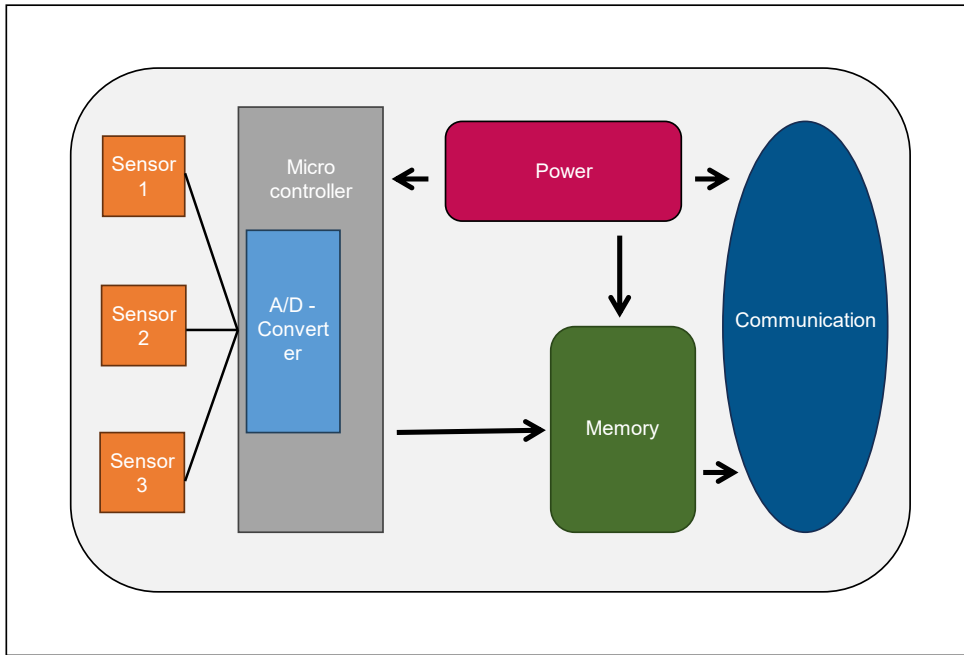 Sensor
1
Micro
controller
Power
Sensor
2
A/D -
Convert
er
Communication
Sensor
3
Memory